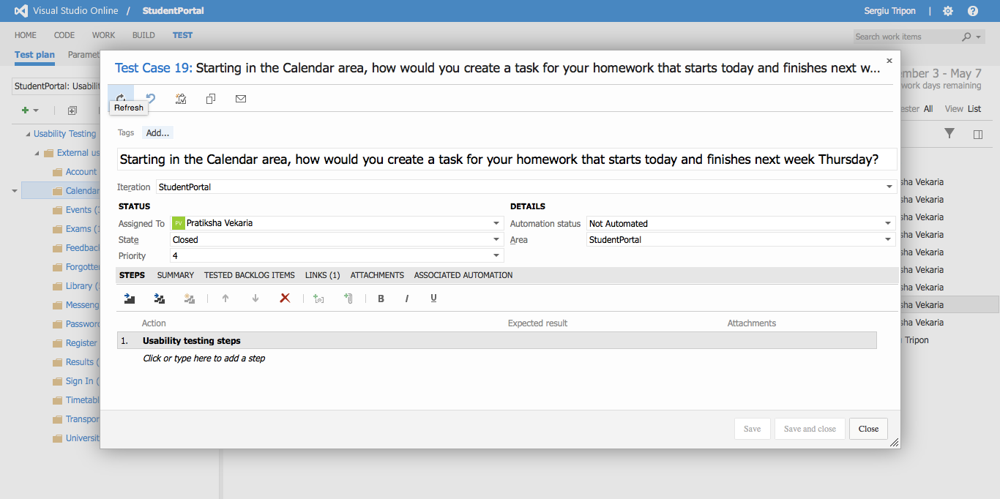 Visual Studio Online / StudentPortal Sergiu Tripon | ?
HOME CODE WORK BUILD TEST Search work items
Test plan Paramet
Test Case 19: Starting in the Calendar area, how would you create a task for your homework that starts today and finishes next w... ×
mber 3 - May 7
StudentPortal: Usabili work days remaining
Refresh
ester All View List
Tags Add...
Usability Testing
External us
Starting in the Calendar area, how would you create a task for your homework that starts today and finishes next week Thursday?
Account
Iteration StudentPortal
Calendar
STATUS DETAILS
Events (
Assigned To PV Pratiksha Vekaria Automation status Not Automated
Exams (
State Closed Area StudentPortal
Feedbac
Priority 4
Forgotte
STEPS SUMMARY TESTED BACKLOG ITEMS LINKS (1) ATTACHMENTS ASSOCIATED AUTOMATION
Library (
B I U
Messeng
Action Expected result Attachments
Password
1. Usability testing steps
Register
Click or type here to add a step
Results (
Sign In (
Timetabl
Transpor
Universit
sha Vekaria
sha Vekaria
sha Vekaria
sha Vekaria
sha Vekaria
sha Vekaria
sha Vekaria
sha Vekaria
sha Vekaria
Tripon
Save Save and close Close